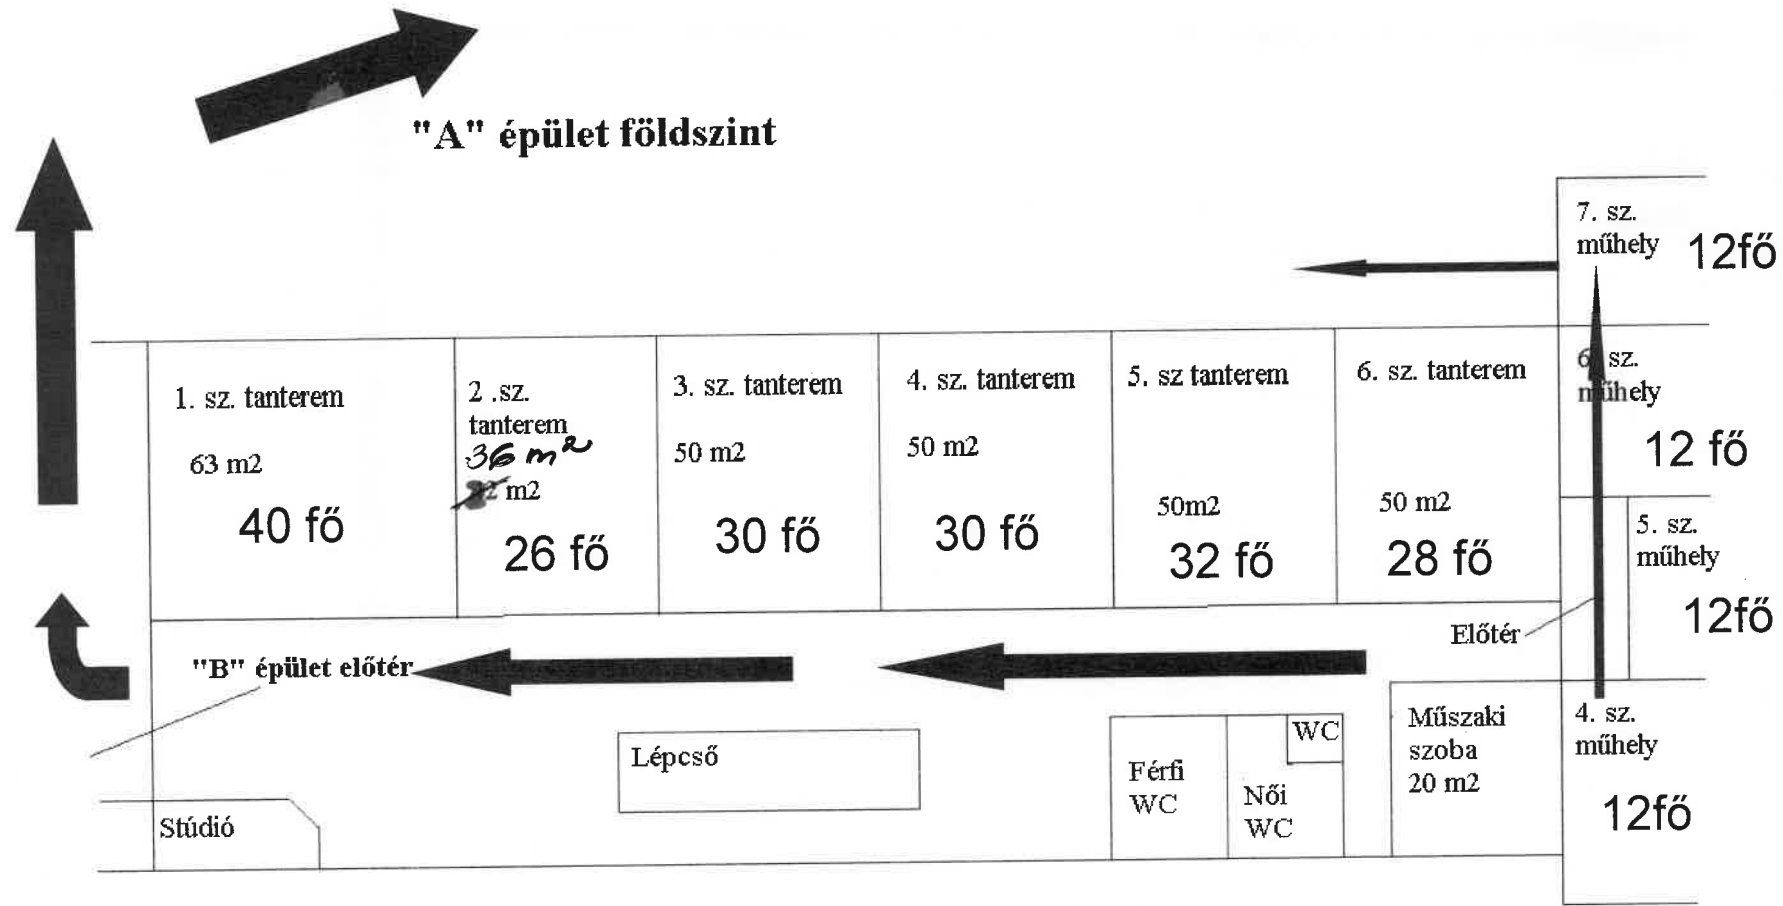 "A" épület földszint
7. sz.
műhely
12fő
1. sz. tanterem
63 m2
40 fő
2 .sz.
tanterem
36 m²
m2
26 fő
3. sz. tanterem
50 m2
30 fő
4. sz. tanterem
50 m2
30 fő
5. sz tanterem
50m2
32 fő
6. sz. tanterem
50 m2
28 fő
6. sz.
műhely
12 fő
5. sz.
műhely
12fő
Előtér
"B" épület előtér
Lépcső
Stúdió
Férfi
WC
Női
WC
WC
Műszaki
szoba
20 m2
4. sz.
műhely
12fő